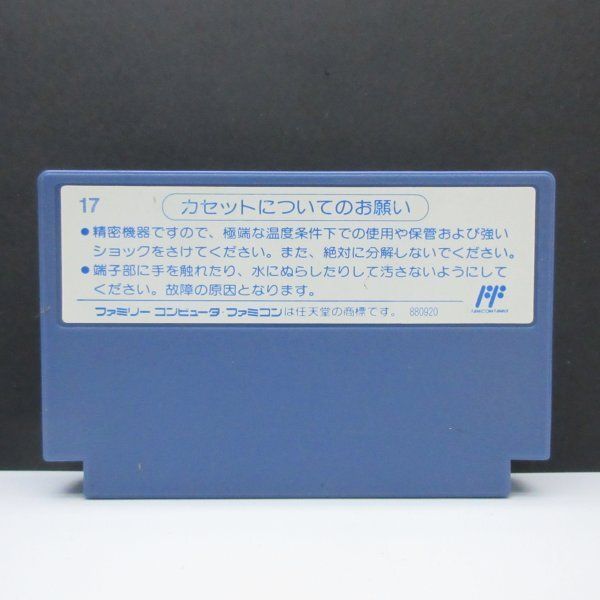 17
カセットについてのお願い
●精密機器ですので、極端な温度条件下での使用や保管および強い
ショックをさけてください。また、絶対に分解しないでください。
●端子部に手を触れたり、水にぬらしたりして汚さないようにして
ください。故障の原因となります。
ファミリー コンピュータ・ファミコンは任天堂の商標です。 880920